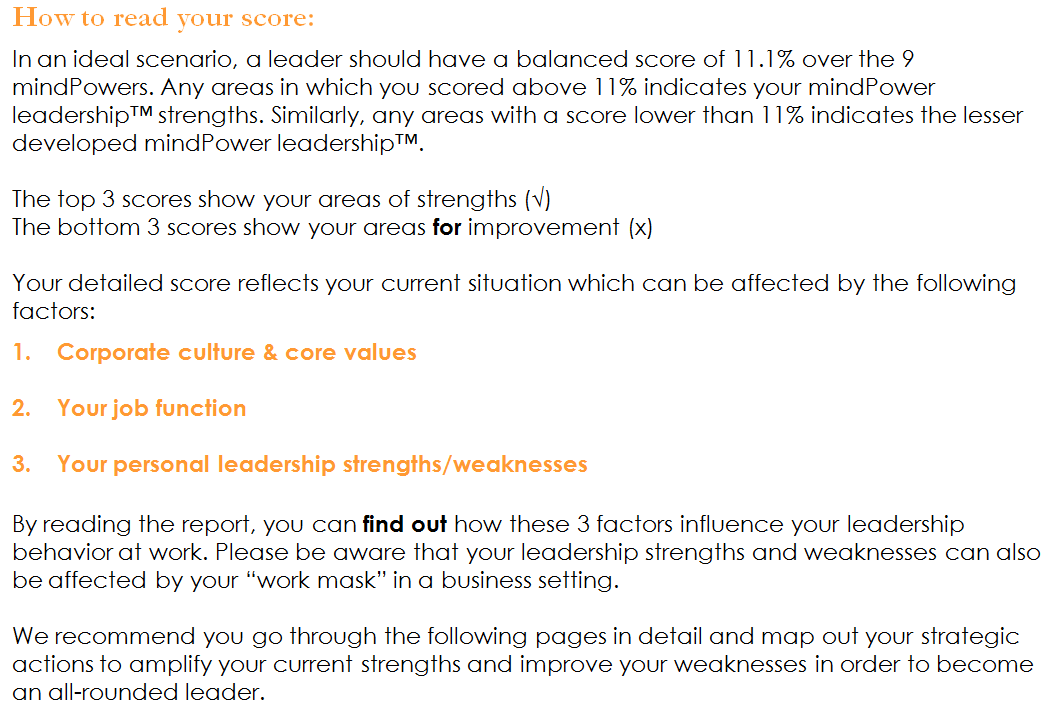 How to read your score:
In an ideal scenario, a leader should have a balanced score of 11.1% over the 9
mindPowers. Any areas in which you scored above 11% indicates your mindPower
leadership™ strengths. Similarly, any areas with a score lower than 11% indicates the lesser
developed mindPower leadership™.
The top 3 scores show your areas of strengths (√)
The bottom 3 scores show your areas for improvement (x)
Your detailed score reflects your current situation which can be affected by the following
factors:
1. Corporate culture & core values
2. Your job function
3. Your personal leadership strengths/weaknesses
By reading the report, you can find out how these 3 factors influence your leadership
behavior at work. Please be aware that your leadership strengths and weaknesses can also
be affected by your “work mask” in a business setting.
We recommend you go through the following pages in detail and map out your strategic
actions to amplify your current strengths and improve your weaknesses in order to become
an all-rounded leader.